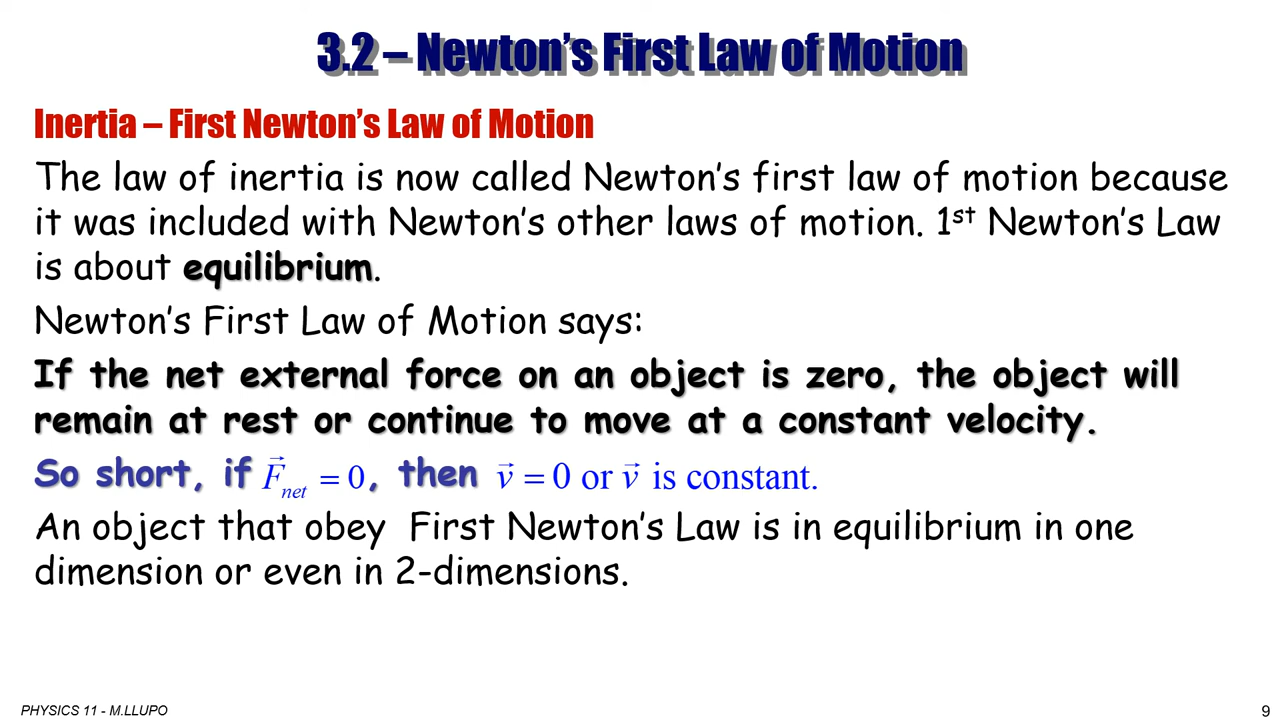 3.2 – Newton’s First Law of Motion
Inertia – First Newton’s Law of Motion
The law of inertia is now called Newton’s first law of motion because
it was included with Newton’s other laws of motion. 1st Newton’s Law
is about equilibrium.
Newton’s First Law of Motion says:
If the net external force on an object is zero, the object will
remain at rest or continue to move at a constant velocity.
So short, if F⃗net = 0, then v⃗ = 0 or v⃗ is constant.
An object that obey First Newton’s Law is in equilibrium in one
dimension or even in 2-dimensions.
PHYSICS 11 - M.LLUPO
9